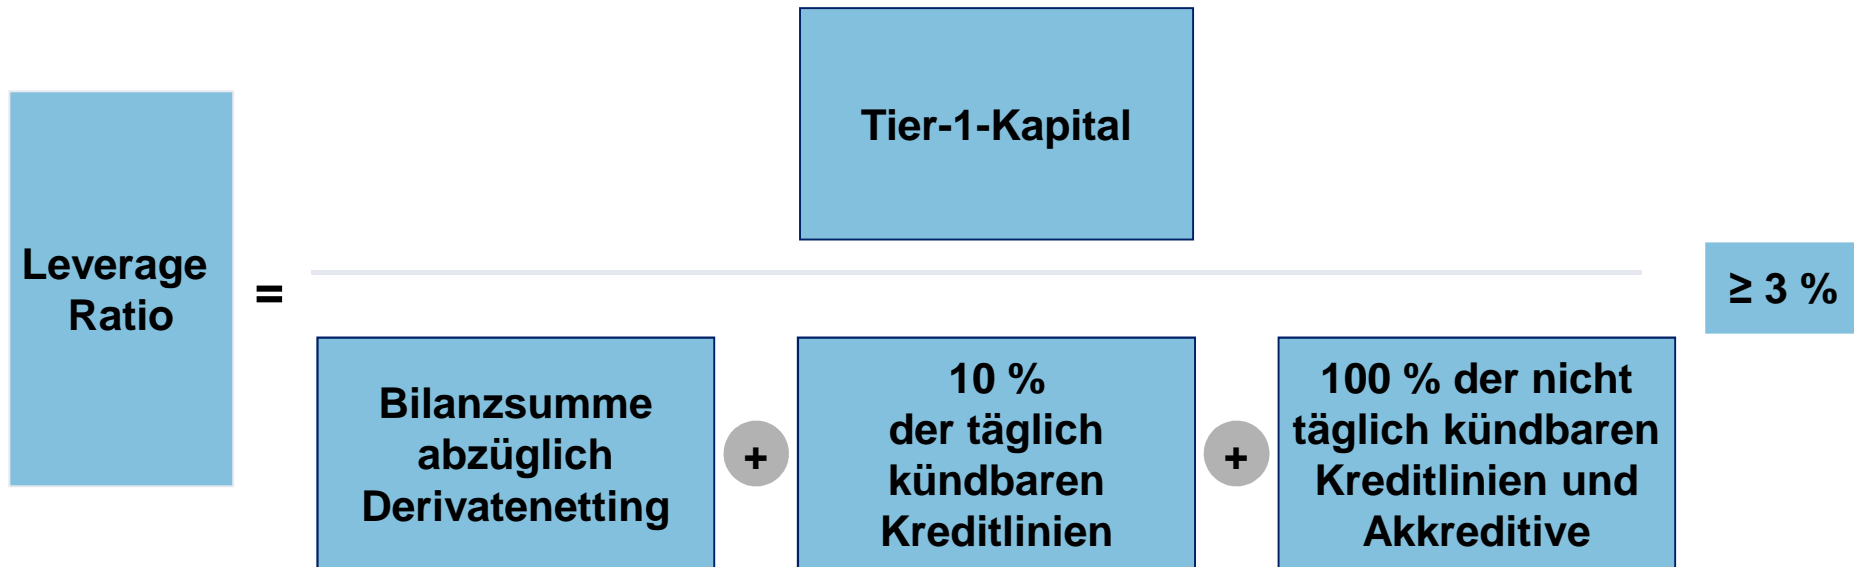 Leverage
Ratio
=
Tier-1-Kapital
Bilanzsumme
abzüglich
Derivatenetting
+
10 %
der täglich
kündbaren
Kreditlinien
+
100 % der nicht
täglich kündbaren
Kreditlinien und
Akkreditive
≥ 3 %